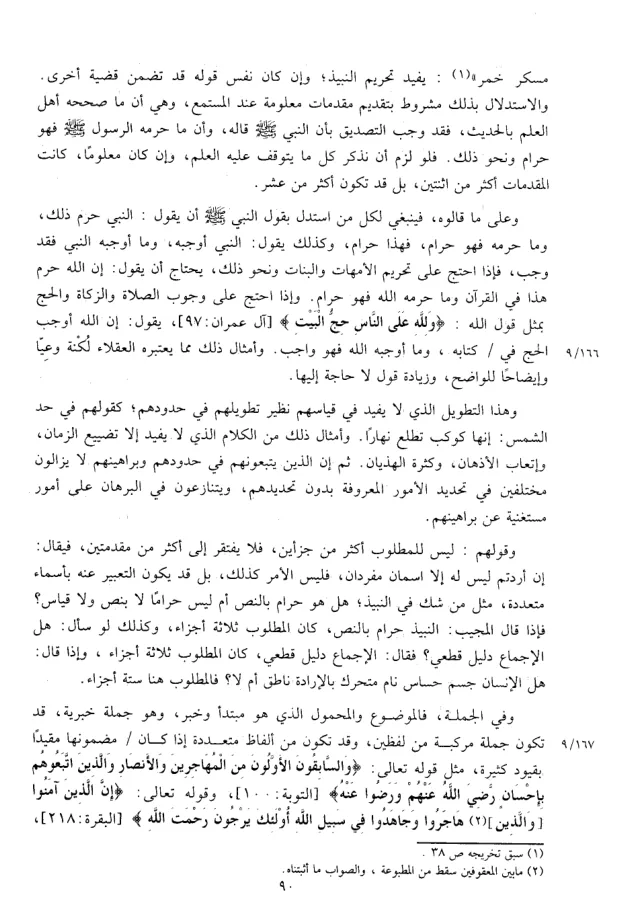 مسكر خمر»(١) : يفيد تحريم النبيذ؛ وإن كان نفس قوله قد تضمن قضية أخرى.
والاستدلال بذلك مشروط بتقديم مقدمات معلومة عند المستمع، وهي أن ما صححه أهل
العلم بالحديث، فقد وجب التصديق بأن النبي ﷺ قاله، وأن ما حرمه الرسول ﷺ فهو
حرام ونحو ذلك. فلو لزم أن نذكر كل ما يتوقف عليه العلم، وإن كان معلومًا، كانت
المقدمات أكثر من اثنتين، بل قد تكون أكثر من عشر.
وعلى ما قالوه، فينبغي لكل من استدل بقول النبي ﷺ أن يقول : النبي حرم ذلك،
وما حرمه فهو حرام، فهذا حرام، وكذلك يقول: النبي أوجبه، وما أوجبه النبي فقد
وجب، فإذا احتج على تحريم الأمهات والبنات ونحو ذلك، يحتاج أن يقول: إن الله حرم
هذا في القرآن وما حرمه الله فهو حرام. وإذا احتج على وجوب الصلاة والزكاة والحج
بمثل قول الله : ﴿وَلِلَّهِ عَلَى النَّاسِ حِجُّ الْبَيْتِ ﴾ [آل عمران:٩٧]، يقول: إن الله أوجب
الحج في / كتابه ، وما أوجبه الله فهو واجب. وأمثال ذلك مما يعتبره العقلاء لُكْنة وعِيًا
٩/١٦٦
وإيضاحًا للواضح، وزيادة قول لا حاجة إليها.
وهذا التطويل الذي لا يفيد في قياسهم نظير تطويلهم في حدودهم؛ كقولهم في حد
الشمس: إنها كوكب تطلع نهارًا. وأمثال ذلك من الكلام الذي لا يفيد إلا تضييع الزمان،
وإتعاب الأذهان، وكثرة الهذيان. ثم إن الذين يتبعونهم في حدودهم وبراهينهم لا يزالون
مختلفين في تحديد الأمور المعروفة بدون تحديدهم، ويتنازعون في البرهان على أمور
مستغنية عن براهينهم.
وقولهم : ليس للمطلوب أكثر من جزأين، فلا يفتقر إلى أكثر من مقدمتين، فيقال:
إن أردتم ليس له إلا اسمان مفردان، فليس الأمر كذلك، بل قد يكون التعبير عنه بأسماء
متعددة، مثل من شك في النبيذ؛ هل هو حرام بالنص أم ليس حرامًا لا بنص ولا قياس؟
فإذا قال المجيب: النبيذ حرام بالنص، كان المطلوب ثلاثة أجزاء، وكذلك لو سأل: هل
الإجماع دليل قطعي؟ فقال: الإجماع دليل قطعي، كان المطلوب ثلاثة أجزاء ، وإذا قال:
هل الإنسان جسم حساس نام متحرك بالإرادة ناطق أم لا؟ فالمطلوب هنا ستة أجزاء.
وفي الجملة، فالموضوع والمحمول الذي هو مبتدأ وخبر، وهو جملة خبرية، قد
تكون جملة مركبة من لفظين، وقد تكون من ألفاظ متعددة إذا كان / مضمونها مقيدًا
٩/١٦٧
بقيود كثيرة، مثل قوله تعالى: ﴿وَالسَّابِقُونَ الأَوَّلُونَ مِنَ الْمُهَاجِرِينَ وَالأَنصَارِ وَالَّذِينَ اتَّبَعُوهُم
بِإِحْسَانٍ رَّضِيَ اللَّهُ عَنْهُمْ وَرَضُوا عَنْهُ﴾ [التوبة:١٠٠]، وقوله تعالى: ﴿إِنَّ الَّذِينَ آمَنُوا
[وَالَّذِينَ](٢) هَاجَرُوا وَجَاهَدُوا فِي سَبِيلِ اللَّهِ أُوْلَئِكَ يَرْجُونَ رَحْمَتَ اللَّهِ ﴾ [البقرة:٢١٨]،
(١) سبق تخريجه ص ٣٨ .
(٢) مابين المعقوفين سقط من المطبوعة ، والصواب ما أثبتناه.
٩٠